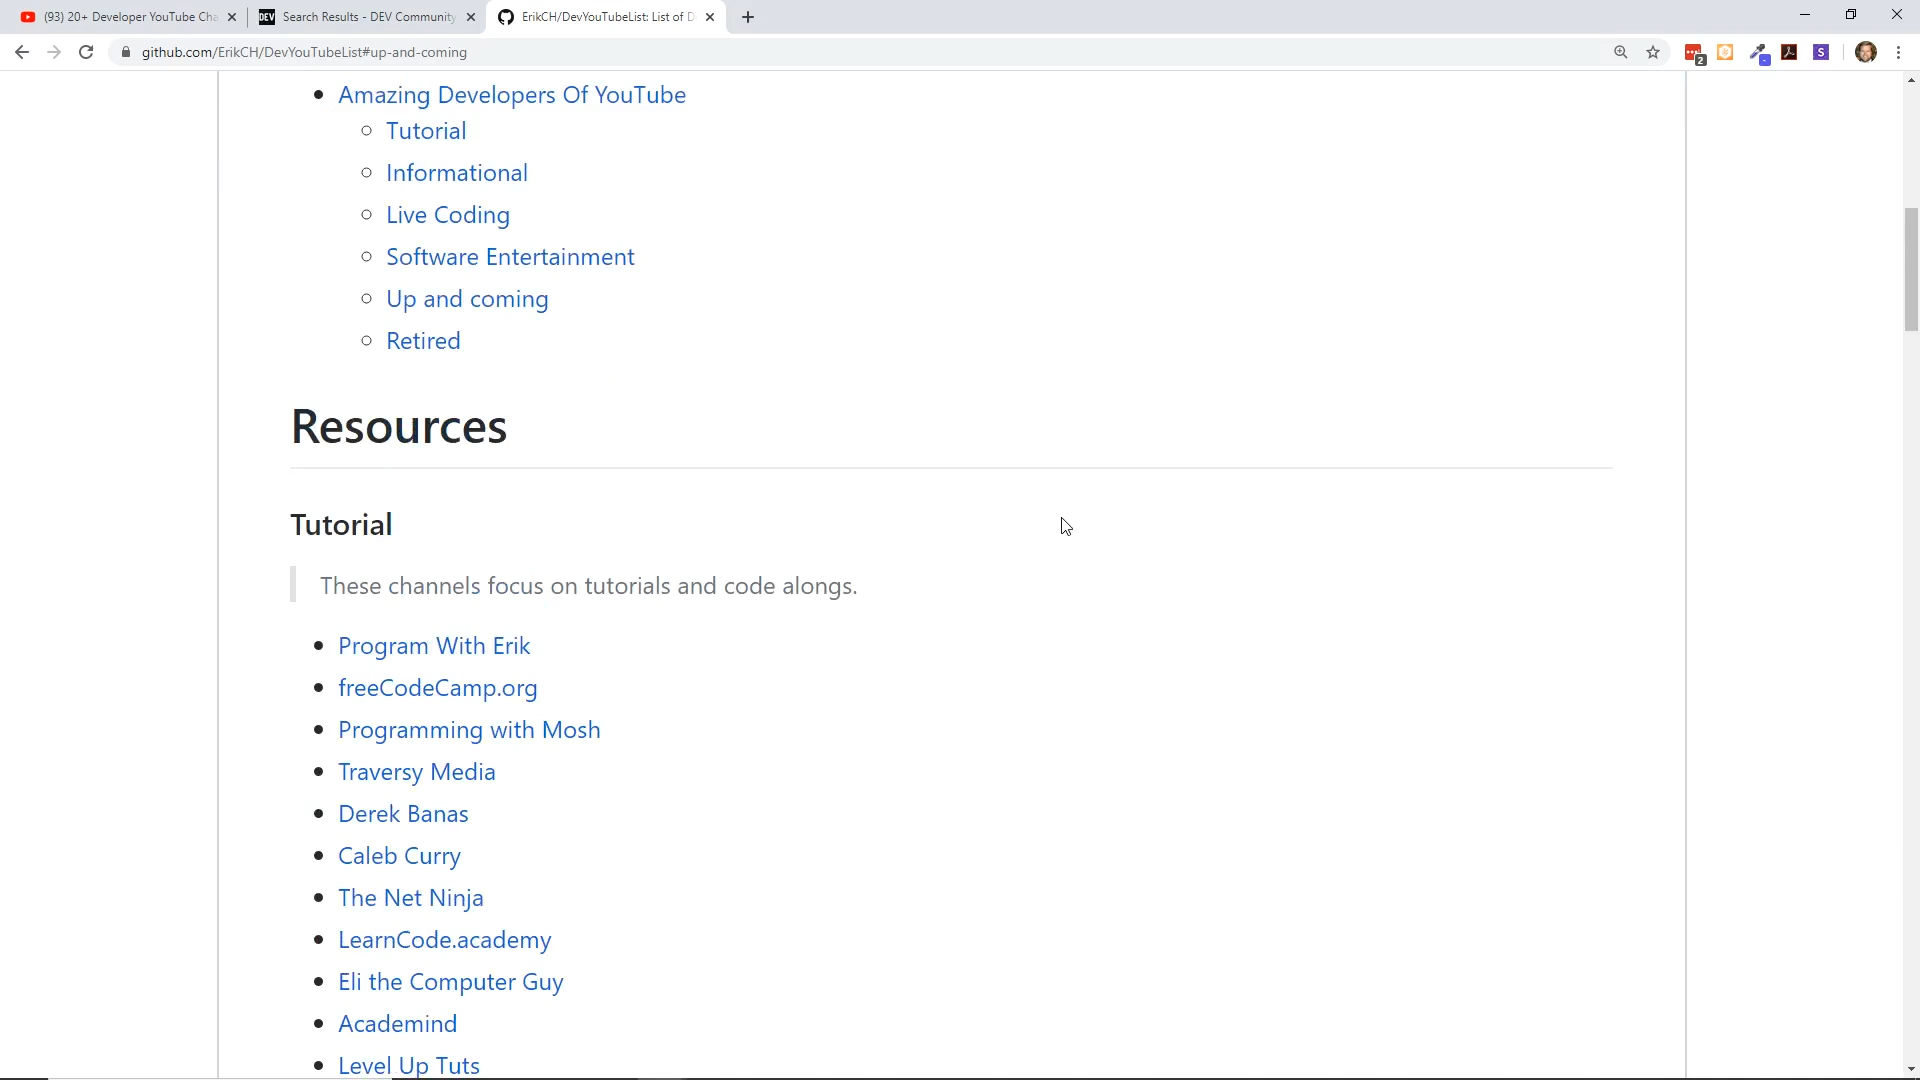 (93) 20+ Developer YouTube Cha
DEV Search Results - DEV Community
ErikCH/DevYouTubeList: List of D
github.com/ErikCH/DevYouTubeList#up-and-coming
2
S
Amazing Developers Of YouTube
Tutorial
Informational
Live Coding
Software Entertainment
Up and coming
Retired
Resources
Tutorial
These channels focus on tutorials and code alongs.
Program With Erik
freeCodeCamp.org
Programming with Mosh
Traversy Media
Derek Banas
Caleb Curry
The Net Ninja
LearnCode.academy
Eli the Computer Guy
Academind
Level Up Tuts